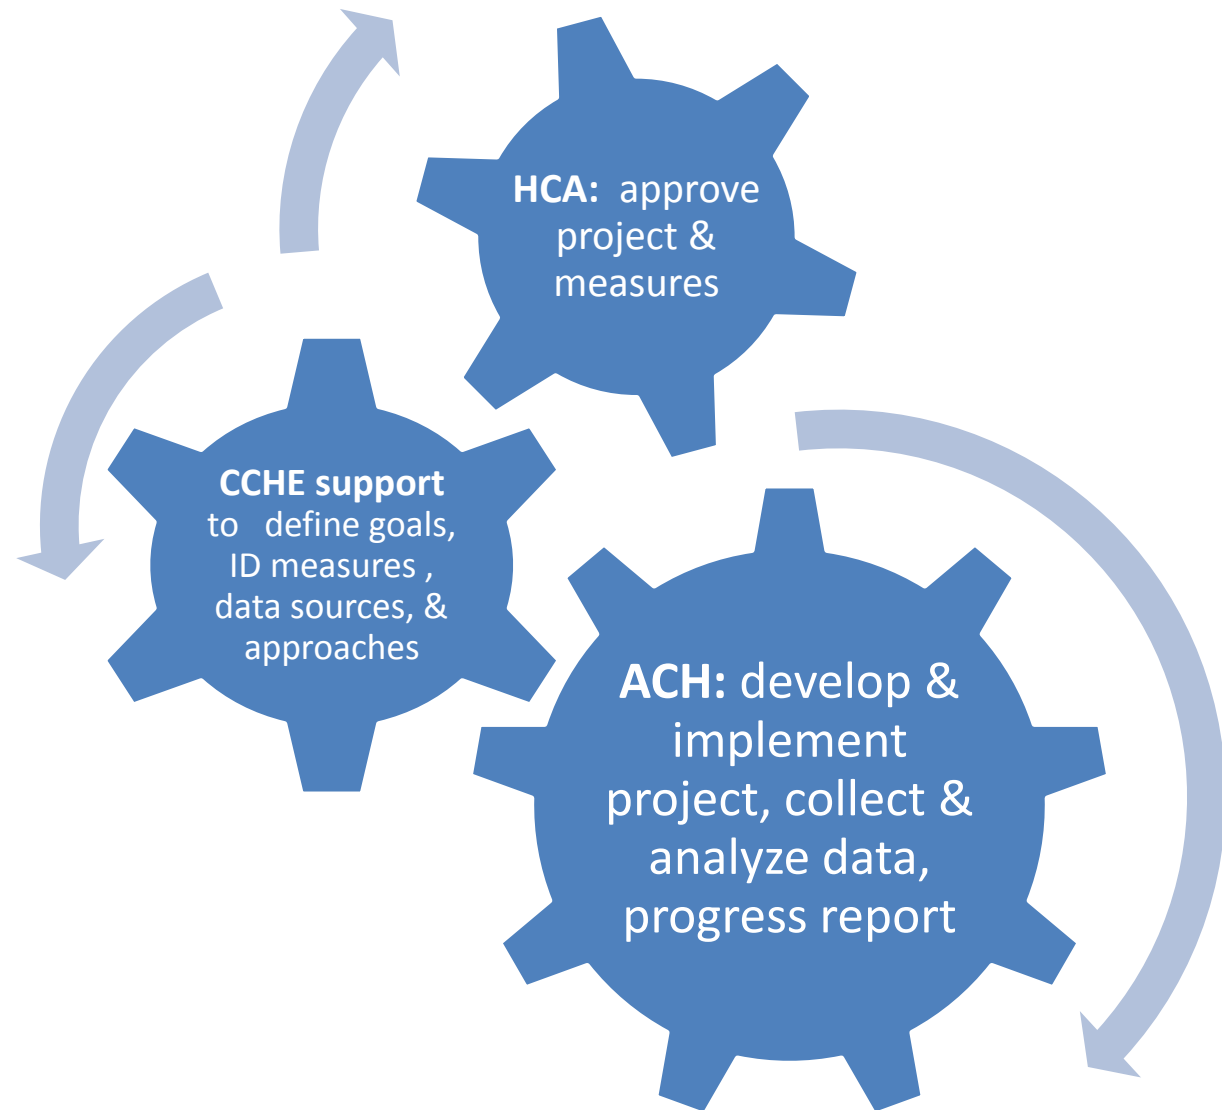 HCA: approve
project &
measures
CCHE support
to define goals,
ID measures ,
data sources, &
approaches
ACH: develop &
implement
project, collect &
analyze data,
progress report